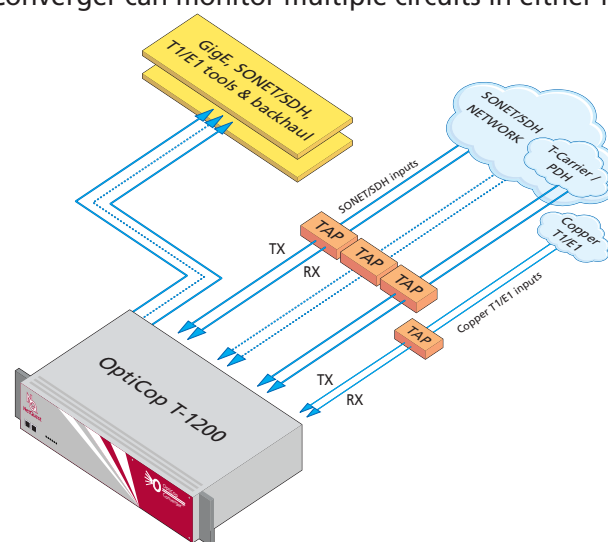 converger can monitor multiple circuits in either
GigE, SONET/SDH,
T1/E1 tools & backhaul
SONET/SDH
NETWORK
T-Carrier /
PDH
Copper
T1/E1
SONET/SDH inputs
TAP
TAP
TAP
TX
RX
Copper T1/E1 inputs
TAP
TX
RX
OptiCop T-1200
NetQuest